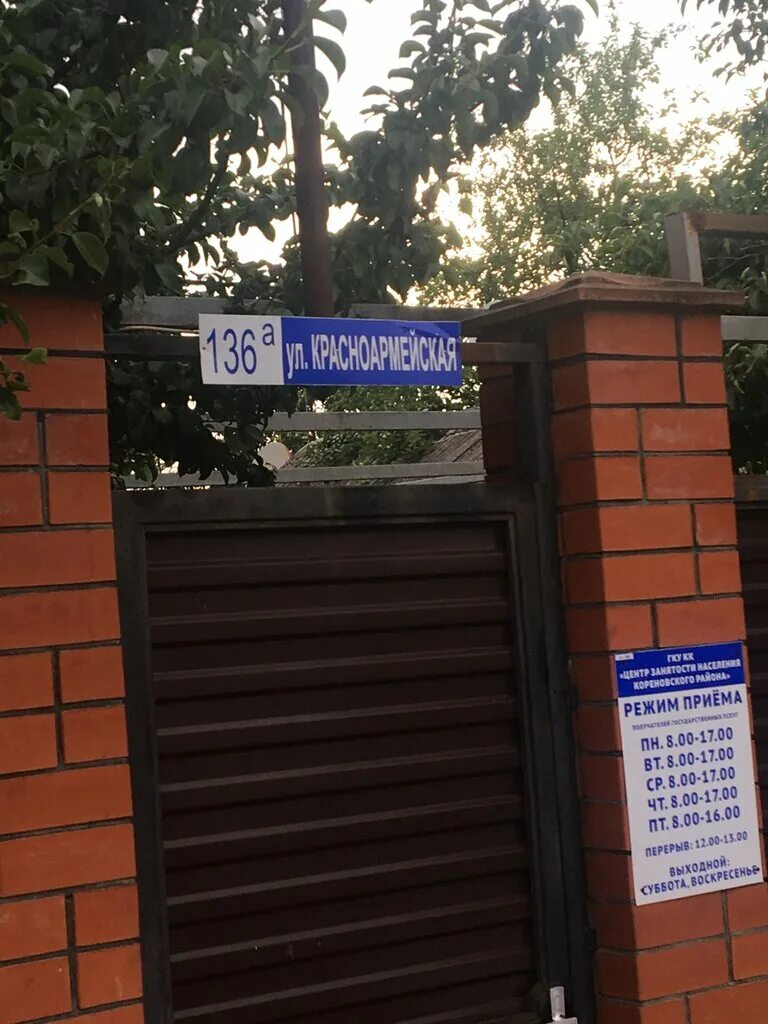 136а ул. КРАСНОАРМЕЙСКАЯ
ГКУ КК
«ЦЕНТР ЗАНЯТОСТИ НАСЕЛЕНИЯ
КОРЕНОВСКОГО РАЙОНА»
РЕЖИМ ПРИЁМА
ПОЛУЧАТЕЛЕЙ ГОСУДАРСТВЕННЫХ УСЛУГ
ПН. 8.00-17.00
ВТ. 8.00-17.00
СР. 8.00-17.00
ЧТ. 8.00-17.00
ПТ. 8.00-16.00
ПЕРЕРЫВ: 12.00-13.00
ВЫХОДНОЙ:
СУББОТА, ВОСКРЕСЕНЬЕ